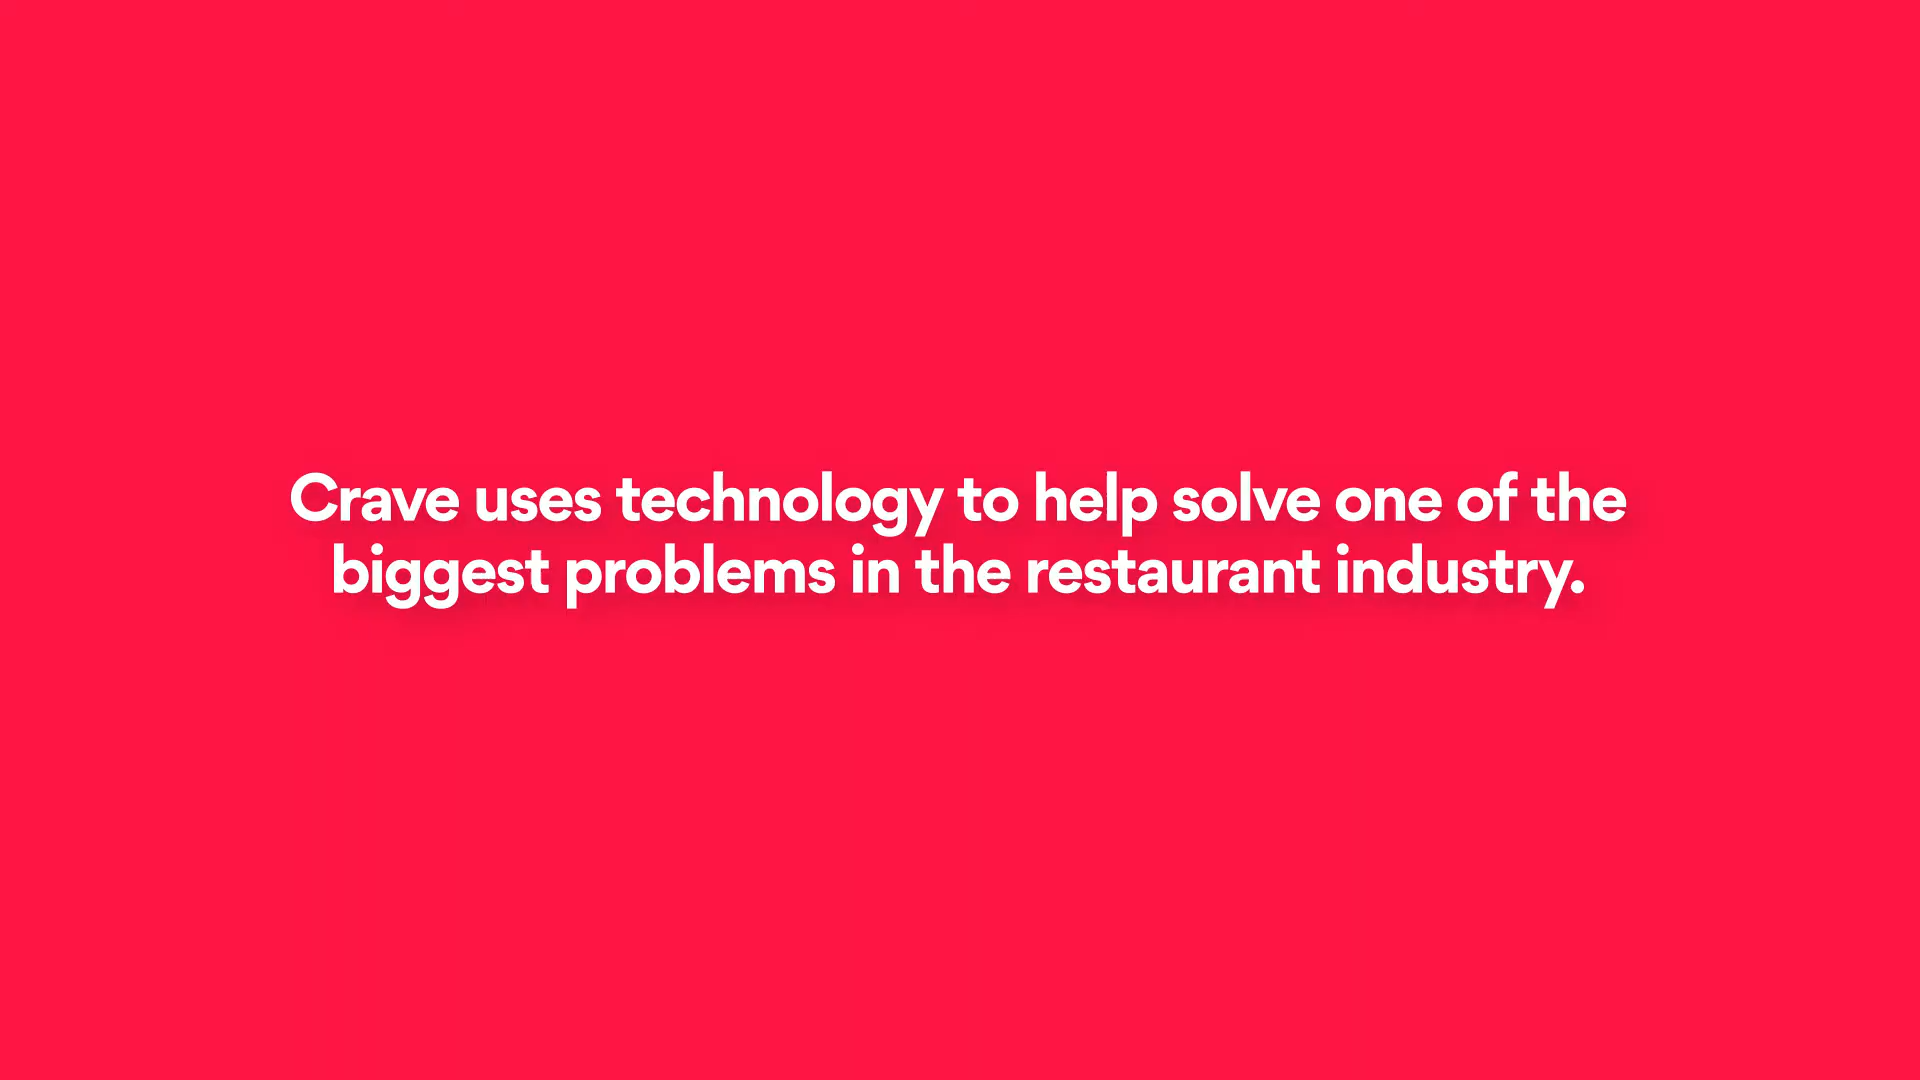 Crave uses technology to help solve one of the
biggest problems in the restaurant industry.